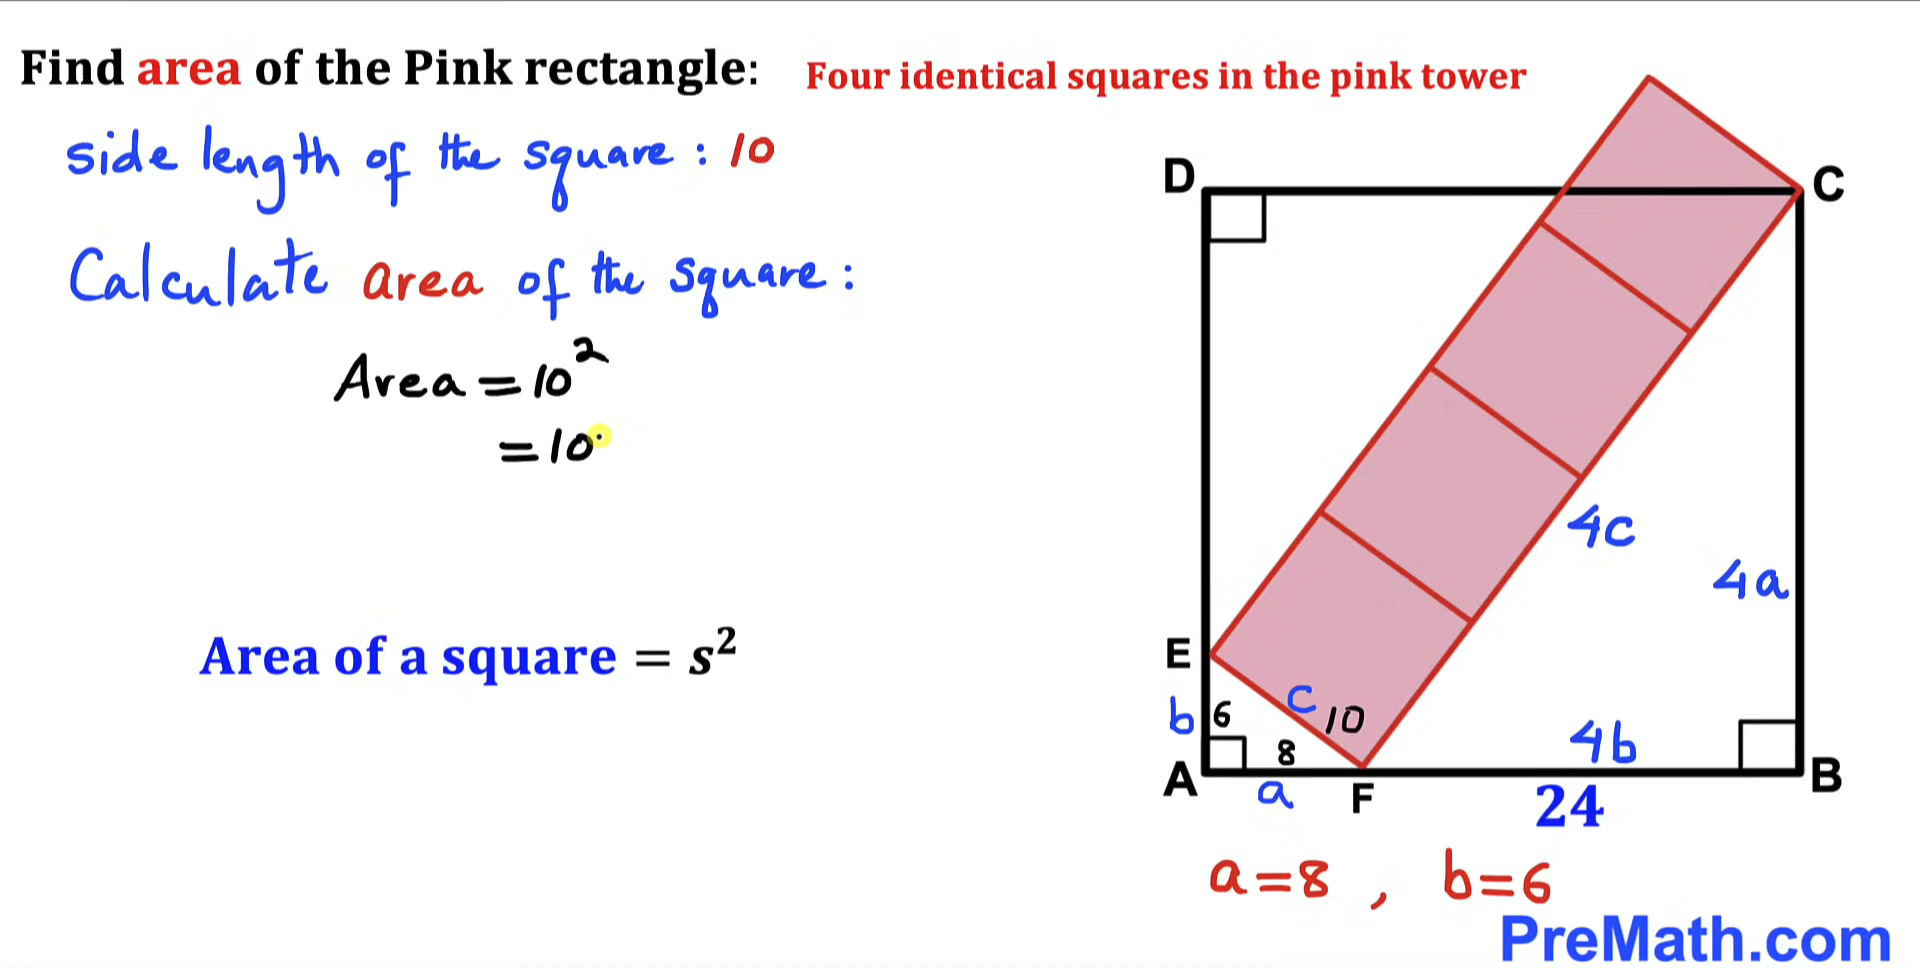 Find area of the Pink rectangle: Four identical squares in the pink tower
side length of the square : 10
Calculate area of the square :
Area = 10²
= 10
Area of a square = s²
D
C
4c
4a
E
b 6
c 10
8
4b
A
a
F
B
24
a=8 , b=6
PreMath.com